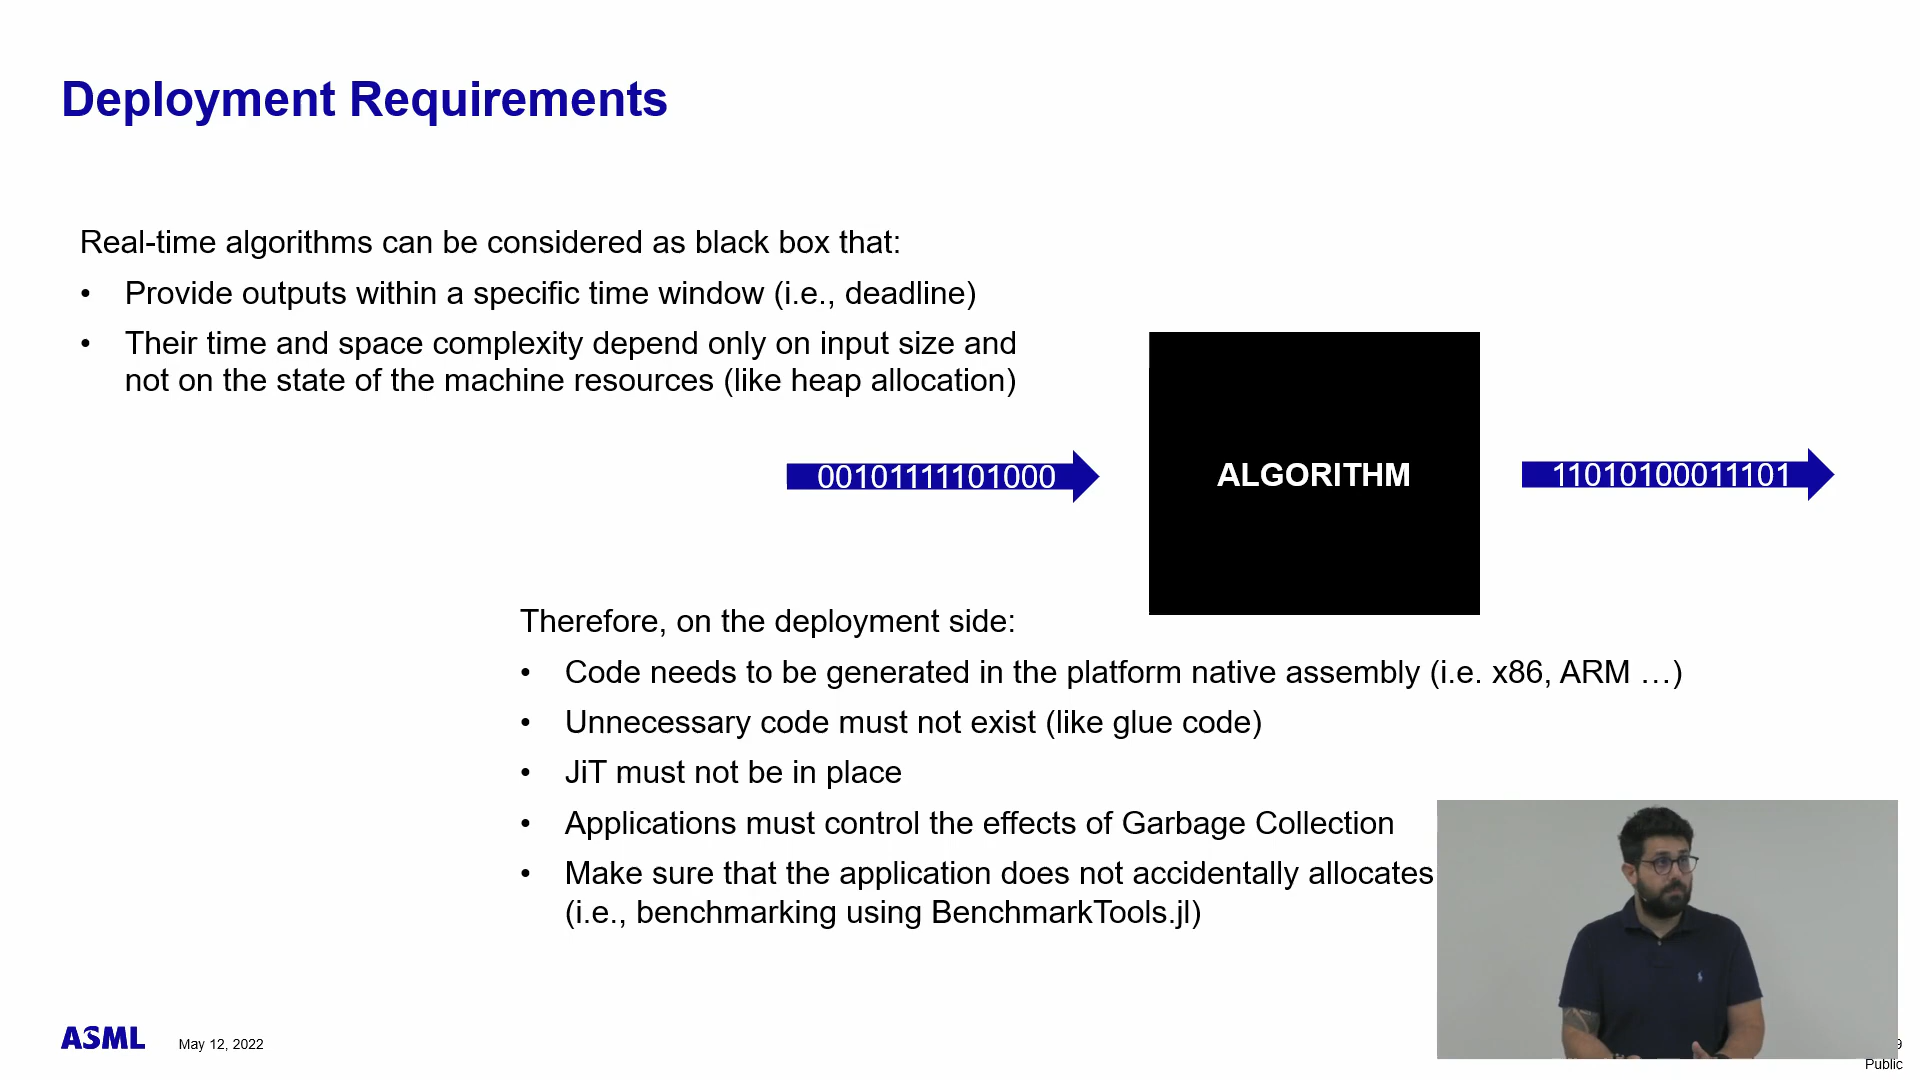 Deployment Requirements
Real-time algorithms can be considered as black box that:
• Provide outputs within a specific time window (i.e., deadline)
• Their time and space complexity depend only on input size and
not on the state of the machine resources (like heap allocation)
00101111101000
ALGORITHM
11010100011101
Therefore, on the deployment side:
• Code needs to be generated in the platform native assembly (i.e. x86, ARM …)
• Unnecessary code must not exist (like glue code)
• JiT must not be in place
• Applications must control the effects of Garbage Collection
• Make sure that the application does not accidentally allocates
(i.e., benchmarking using BenchmarkTools.jl)
ASML
May 12, 2022
Public